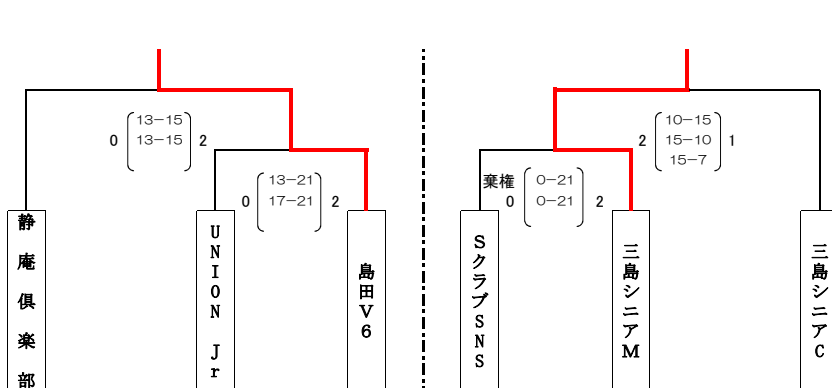 13-15
0 13-15 2
13-21
0 17-21 2
10-15
2 15-10 1
15-7
棄権 0-21
0 0-21 2
静庵倶楽部
UNION Jr
島田V6
SクラブSNS
三島シニアM
三島シニアC